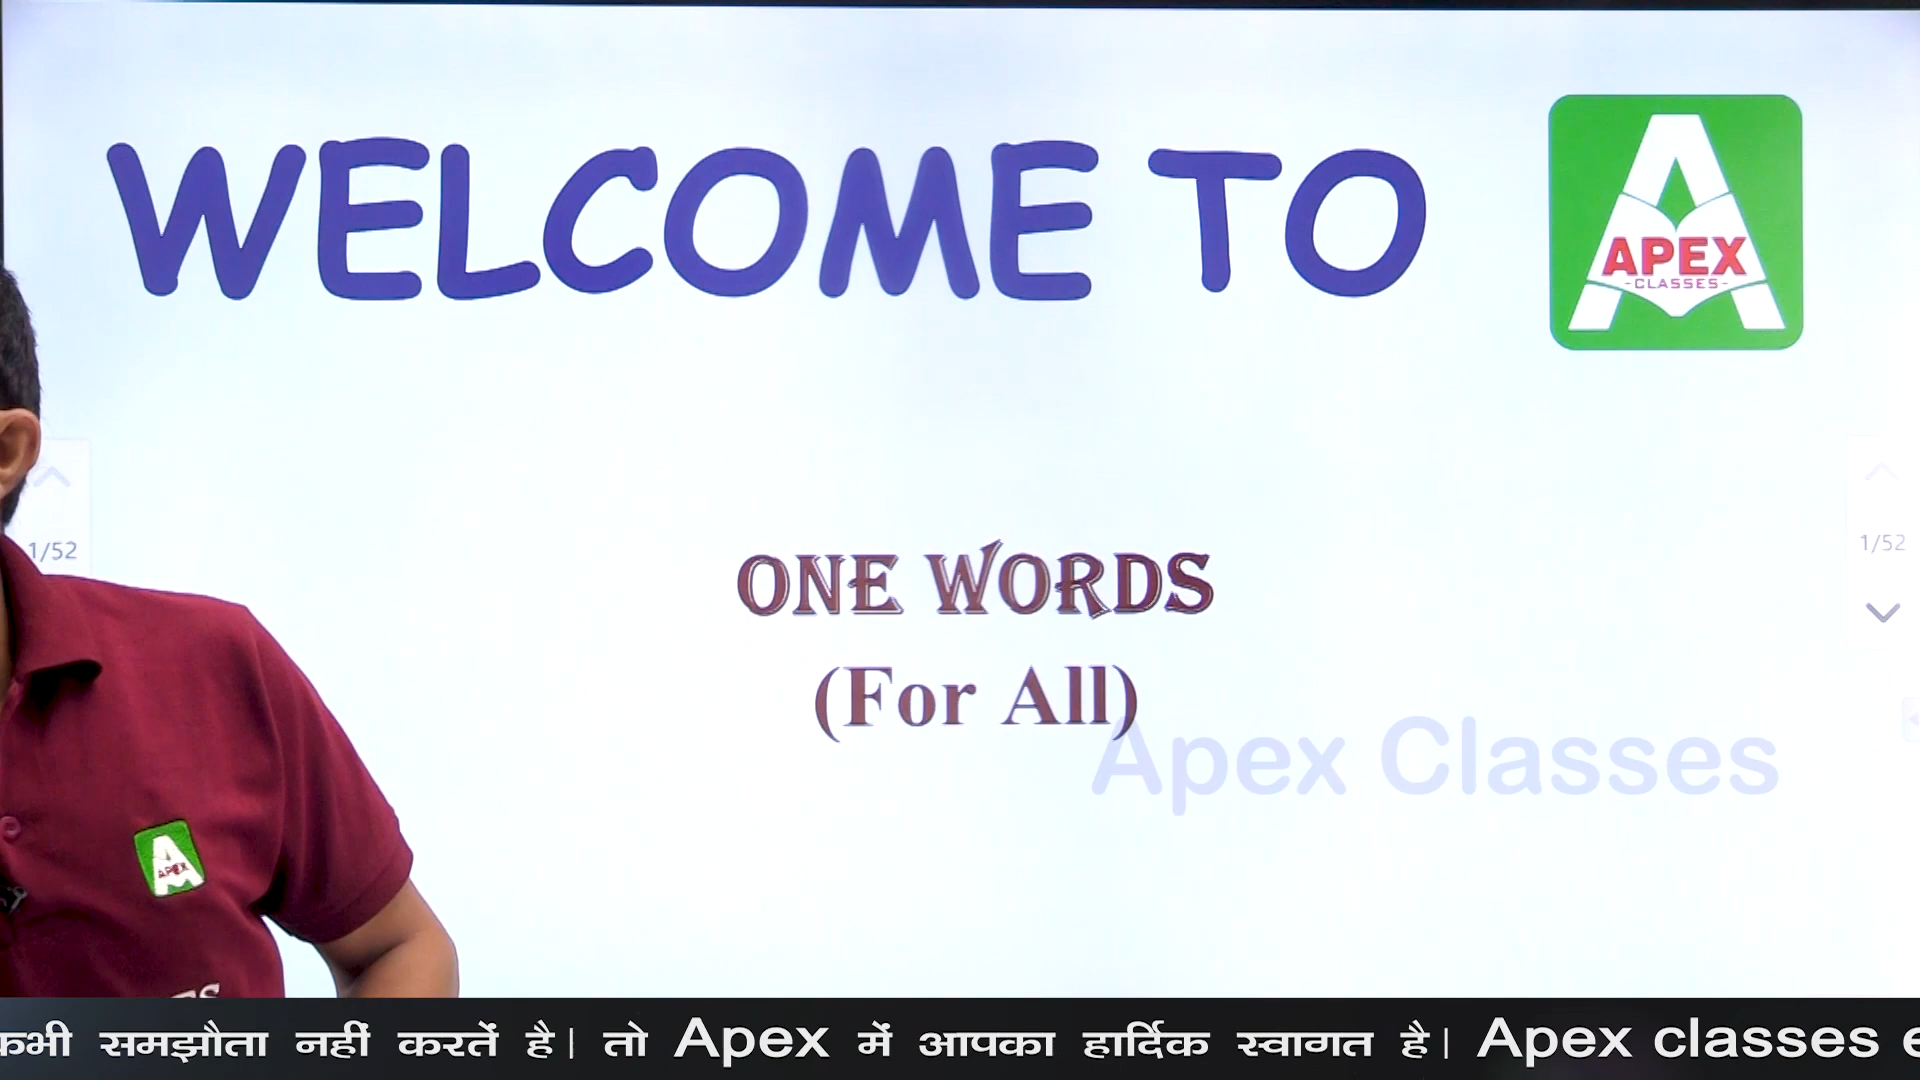 WELCOME TO
APEX
-CLASSES-
1/52
1/52
ONE WORDS
(For All)
Apex Classes
APEX
कभी समझौता नहीं करतें है| तो Apex में आपका हार्दिक स्वागत है| Apex classes